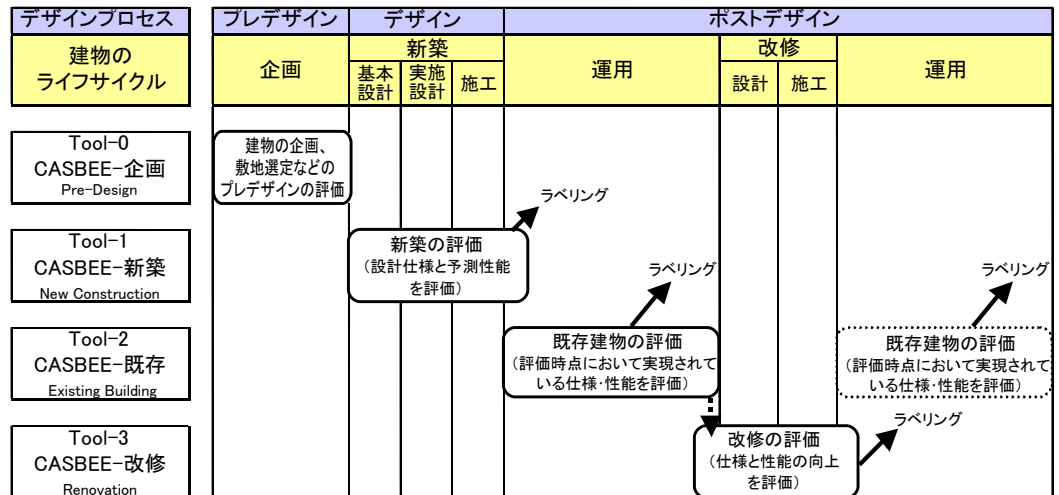 デザインプロセス
プレデザイン
デザイン
ポストデザイン
建物の
ライフサイクル
企画
新築
基本
設計
実施
設計
施工
運用
改修
設計
施工
運用
Tool-0
CASBEE-企画
Pre-Design
建物の企画、
敷地選定などの
プレデザインの評価
ラベリング
Tool-1
CASBEE-新築
New Construction
新築の評価
(設計仕様と予測性能
を評価)
ラベリング
ラベリング
Tool-2
CASBEE-既存
Existing Building
既存建物の評価
(評価時点において実現されて
いる仕様・性能を評価)
既存建物の評価
(評価時点において実現されて
いる仕様・性能を評価)
ラベリング
Tool-3
CASBEE-改修
Renovation
改修の評価
(仕様と性能の向上
を評価)